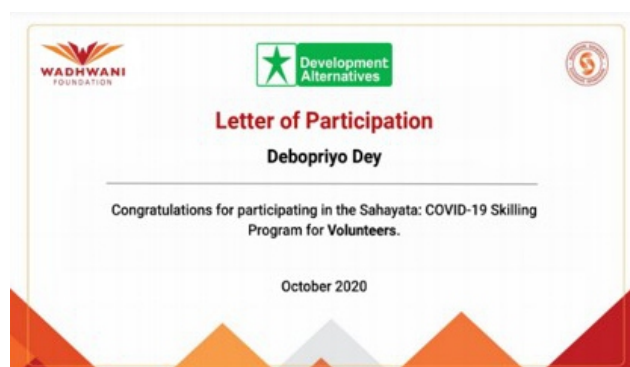 WADHWANI
FOUNDATION
Development
Alternatives
Letter of Participation
Debopriyo Dey
Congratulations for participating in the Sahayata: COVID-19 Skilling
Program for Volunteers.
October 2020